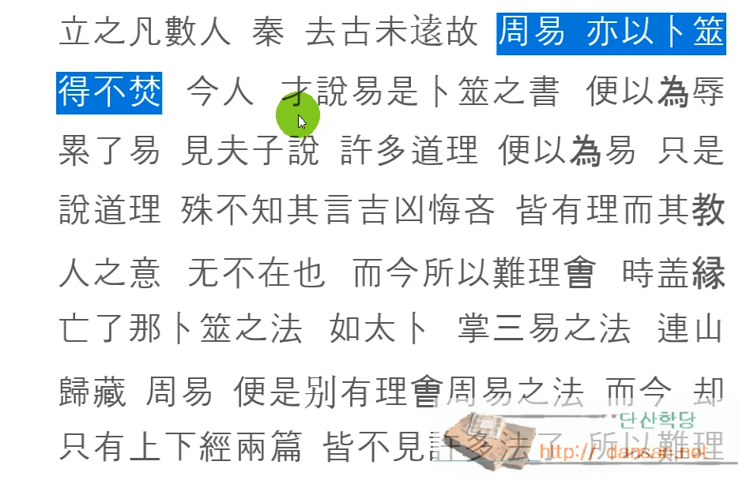 立之凡數人 秦 去古未遠故 周易 亦以卜筮
得不焚 今人 才說易是卜筮之書 便以為辱
累了易 見夫子說 許多道理 便以為易 只是
說道理 殊不知其言吉凶悔吝 皆有理而其教
人之意 无不在也 而今所以難理會 時盖縁
亡了那卜筮之法 如太卜 掌三易之法 連山
歸藏 周易 便是别有理會周易之法 而今 却
只有上下經兩篇 皆不見許多法了 所以難理
단산학당
http://dansan.net